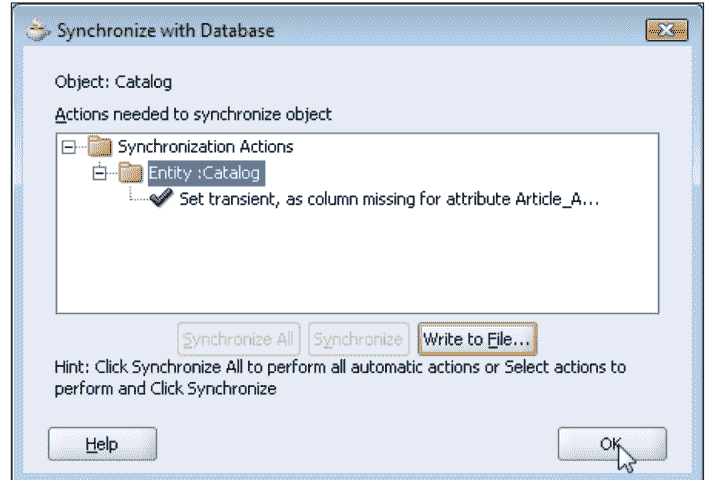 Synchronize with Database
Object: Catalog
Actions needed to synchronize object
Synchronization Actions
Entity :Catalog
Set transient, as column missing for attribute Article_A...
Synchronize All Synchronize Write to File...
Hint: Click Synchronize All to perform all automatic actions or Select actions to
perform and Click Synchronize
Help OK